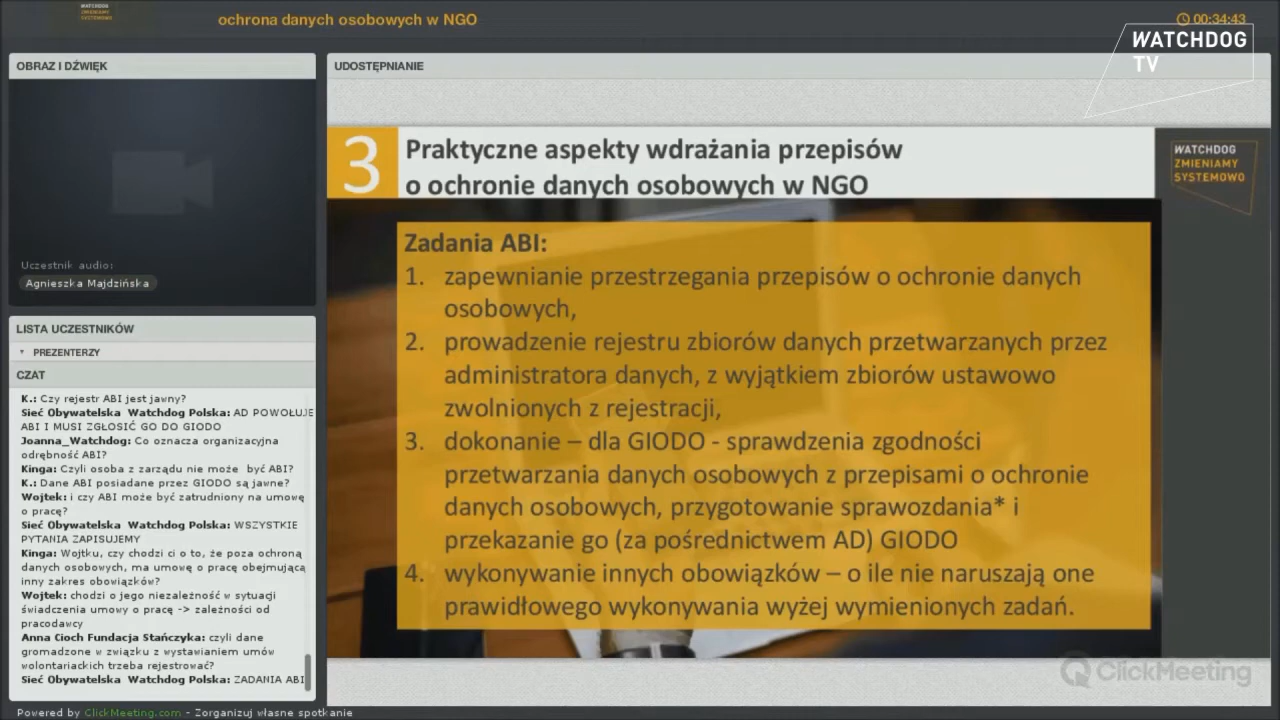 WATCHDOG
ZMIENIAMY
SYSTEMOWO
ochrona danych osobowych w NGO
00:34:43
WATCHDOG
TV
OBRAZ I DŹWIĘK
Uczestnik audio:
Agnieszka Majdzińska
LISTA UCZESTNIKÓW
PREZENTERZY
CZAT
K.: Czy rejestr ABI jest jawny?
Sieć Obywatelska Watchdog Polska: AD POWOŁUJE
ABI I MUSI ZGŁOSIĆ GO DO GIODO
Joanna_Watchdog: Co oznacza organizacyjna
odrębność ABI?
Kinga: Czyli osoba z zarządu nie może być ABI?
K.: Dane ABI posiadane przez GIODO są jawne?
Wojtek: i czy ABI może być zatrudniony na umowę
o pracę?
Sieć Obywatelska Watchdog Polska: WSZYSTKIE
PYTANIA ZAPISUJEMY
Kinga: Wojtku, czy chodzi ci o to, że poza ochroną
danych osobowych, ma umowę o pracę obejmującą
inny zakres obowiązków?
Wojtek: chodzi o jego niezależność w sytuacji
świadczenia umowy o pracę -> zależności od
pracodawcy
Anna Cioch Fundacja Stańczyka: czyli dane
gromadzone w związku z wystawianiem umów
wolontariackich trzeba rejestrować?
Sieć Obywatelska Watchdog Polska: ZADANIA ABI
UDOSTĘPNIANIE
3
Praktyczne aspekty wdrażania przepisów
o ochronie danych osobowych w NGO
WATCHDOG
ZMIENIAMY
SYSTEMOWO
Zadania ABI:
1. zapewnianie przestrzegania przepisów o ochronie danych
osobowych,
2. prowadzenie rejestru zbiorów danych przetwarzanych przez
administratora danych, z wyjątkiem zbiorów ustawowo
zwolnionych z rejestracji,
3. dokonanie – dla GIODO - sprawdzenia zgodności
przetwarzania danych osobowych z przepisami o ochronie
danych osobowych, przygotowanie sprawozdania* i
przekazanie go (za pośrednictwem AD) GIODO
4. wykonywanie innych obowiązków – o ile nie naruszają one
prawidłowego wykonywania wyżej wymienionych zadań.
ClickMeeting
Powered by ClickMeeting.com - Zorganizuj własne spotkanie